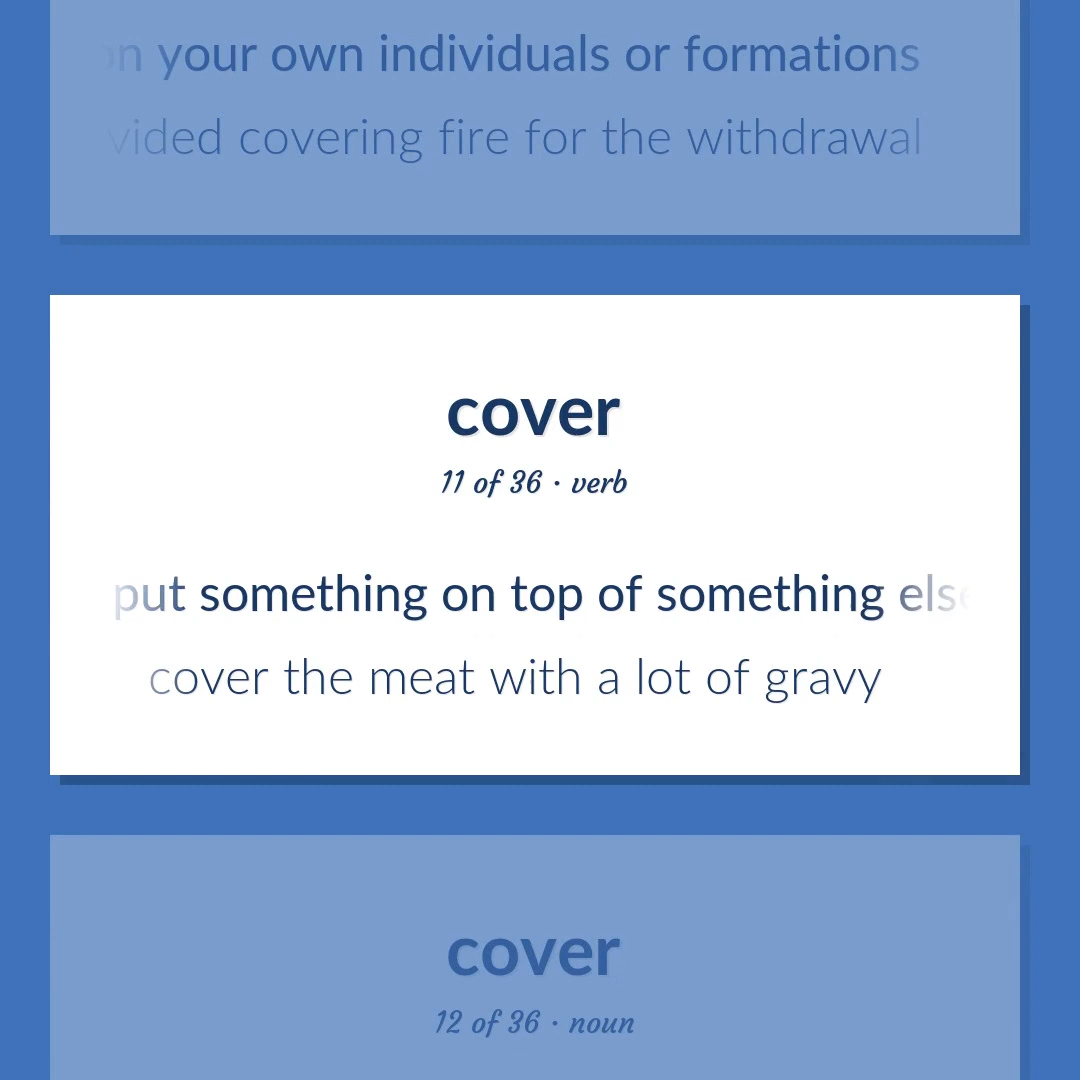 on your own individuals or formations
vided covering fire for the withdrawal
cover
11 of 36 · verb
put something on top of something else
cover the meat with a lot of gravy
cover
12 of 36 · noun